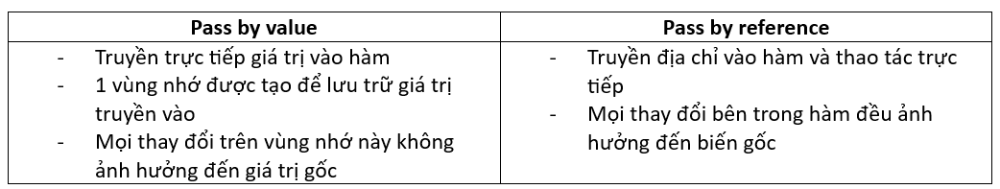 Pass by value
- Truyền trực tiếp giá trị vào hàm
- 1 vùng nhớ được tạo để lưu trữ giá trị
truyền vào
- Mọi thay đổi trên vùng nhớ này không
ảnh hưởng đến giá trị gốc
Pass by reference
- Truyền địa chỉ vào hàm và thao tác trực
tiếp
- Mọi thay đổi bên trong hàm đều ảnh
hưởng đến biến gốc